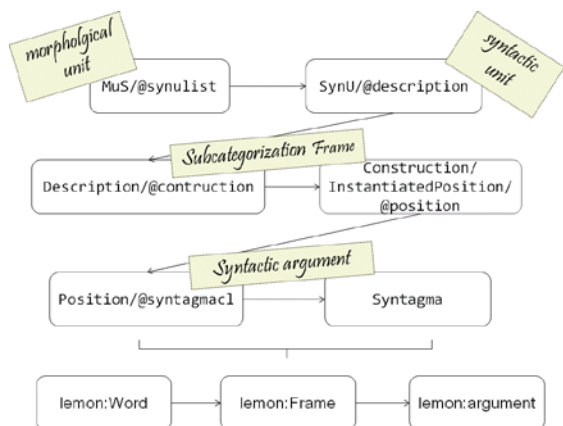 morpholgical
unit
syntactic
unit
MuS/@synulist
SynU/@description
Subcategorization Frame
Description/@contruction
Construction/
InstantiatedPosition/
@position
Syntactic argument
Position/@syntagmacl
Syntagma
lemon:Word
lemon:Frame
lemon:argument